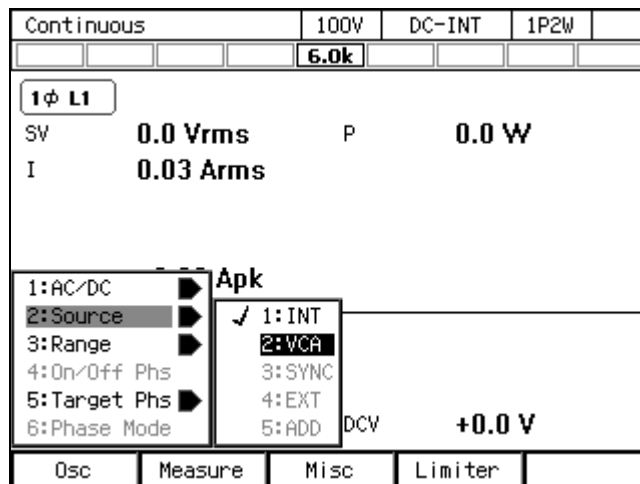 Continuous 100V DC-INT 1P2W
6.0k
1φ L1
SV 0.0 Vrms P 0.0 W
I 0.03 Arms
Apk
1:AC/DC
2:Source
3:Range
4:On/Off Phs
5:Target Phs
6:Phase Mode
✓ 1:INT
2:VCA
3:SYNC
4:EXT
5:ADD
DCV +0.0 V
Osc Measure Misc Limiter